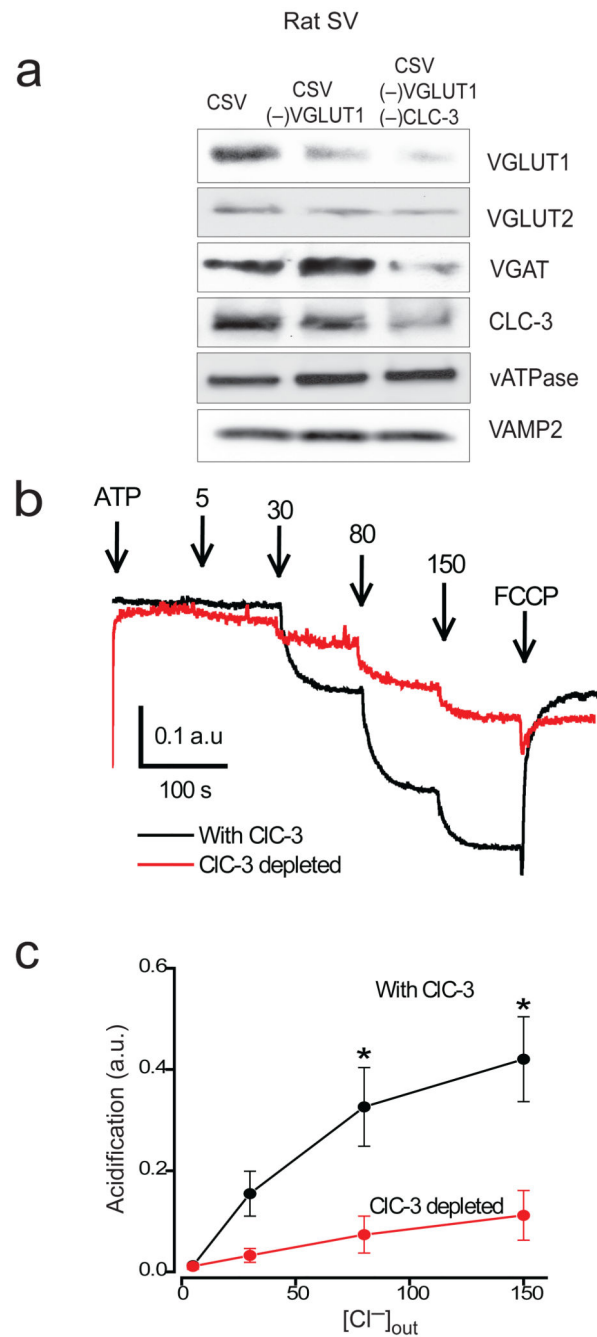 Rat SV
a
CSV
CSV
(–)VGLUT1
CSV
(–)VGLUT1
(–)CLC-3
VGLUT1
VGLUT2
VGAT
CLC-3
vATPase
VAMP2
b
ATP
5
30
80
150
FCCP
0.1 a.u
100 s
With ClC-3
ClC-3 depleted
c
0.6
0.4
0.2
0.0
Acidification (a.u.)
With ClC-3
*
*
ClC-3 depleted
0
50
100
150
[Cl–]out